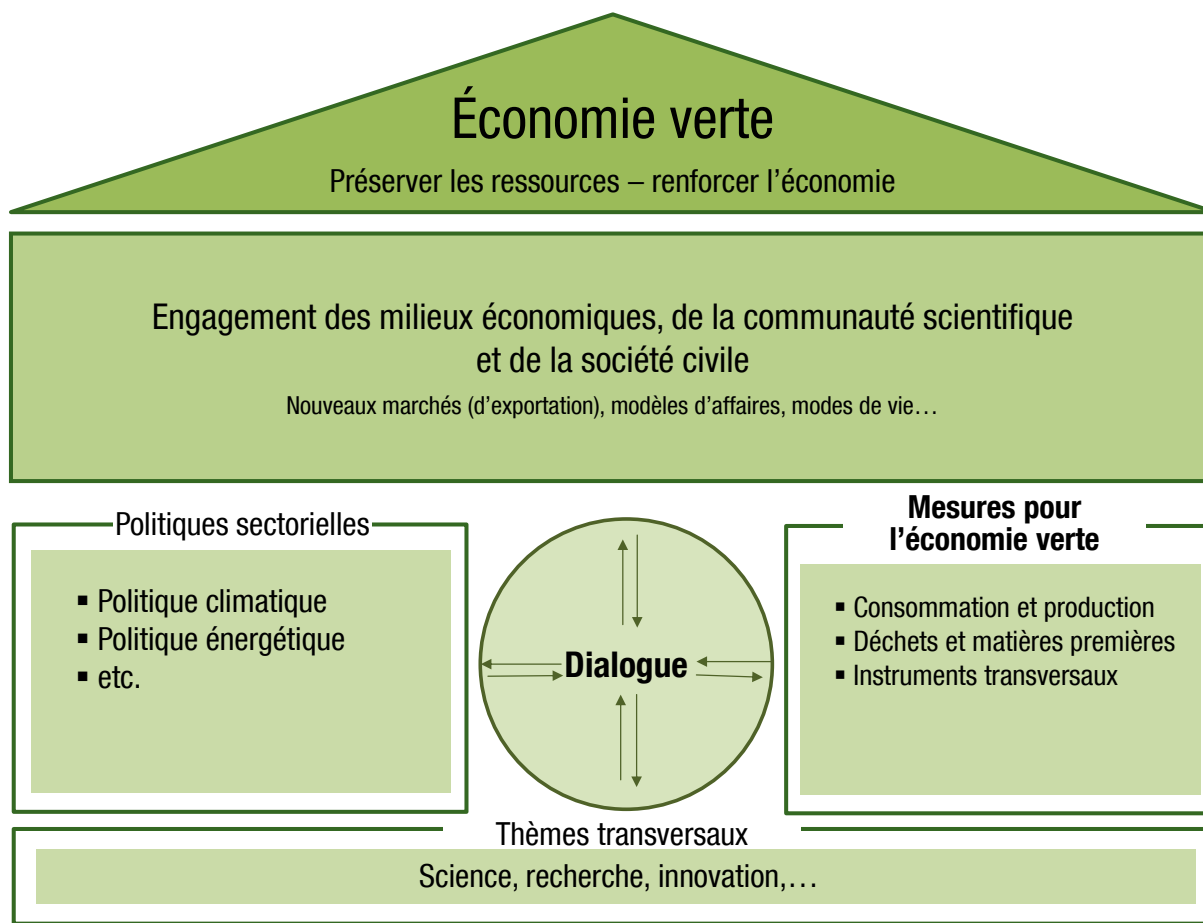 Économie verte
Préserver les ressources – renforcer l’économie
Engagement des milieux économiques, de la communauté scientifique
et de la société civile
Nouveaux marchés (d’exportation), modèles d’affaires, modes de vie…
Politiques sectorielles
▪ Politique climatique
▪ Politique énergétique
▪ etc.
Dialogue
Mesures pour
l’économie verte
▪ Consommation et production
▪ Déchets et matières premières
▪ Instruments transversaux
Thèmes transversaux
Science, recherche, innovation,…